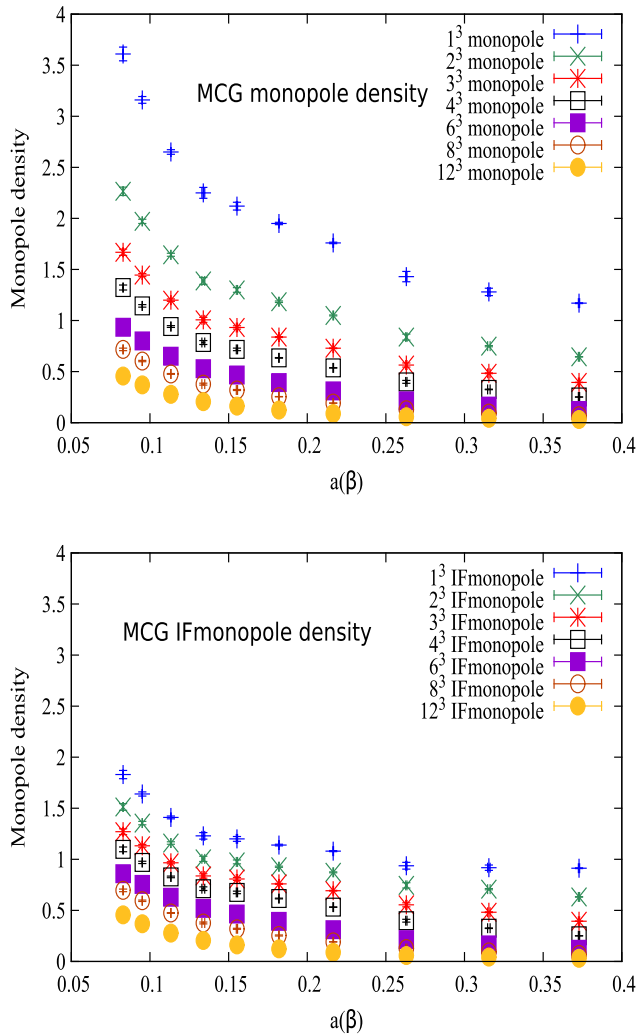 4
3.5
3
2.5
2
1.5
1
0.5
0
Monopole density
MCG monopole density
1³ monopole
2³ monopole
3³ monopole
4³ monopole
6³ monopole
8³ monopole
12³ monopole
0.05 0.1 0.15 0.2 0.25 0.3 0.35 0.4
a(β)
4
3.5
3
2.5
2
1.5
1
0.5
0
Monopole density
MCG IFmonopole density
1³ IFmonopole
2³ IFmonopole
3³ IFmonopole
4³ IFmonopole
6³ IFmonopole
8³ IFmonopole
12³ IFmonopole
0.05 0.1 0.15 0.2 0.25 0.3 0.35 0.4
a(β)